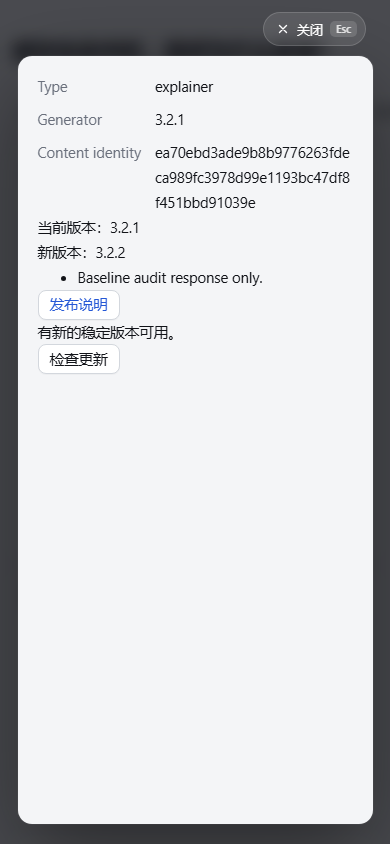 关闭 Esc
Type explainer
Generator 3.2.1
Content identity ea70ebd3ade9b8b9776263fde
ca989fc3978d99e1193bc47df8
f451bbd91039e
当前版本：3.2.1
新版本：3.2.2
• Baseline audit response only.
发布说明
有新的稳定版本可用。
检查更新